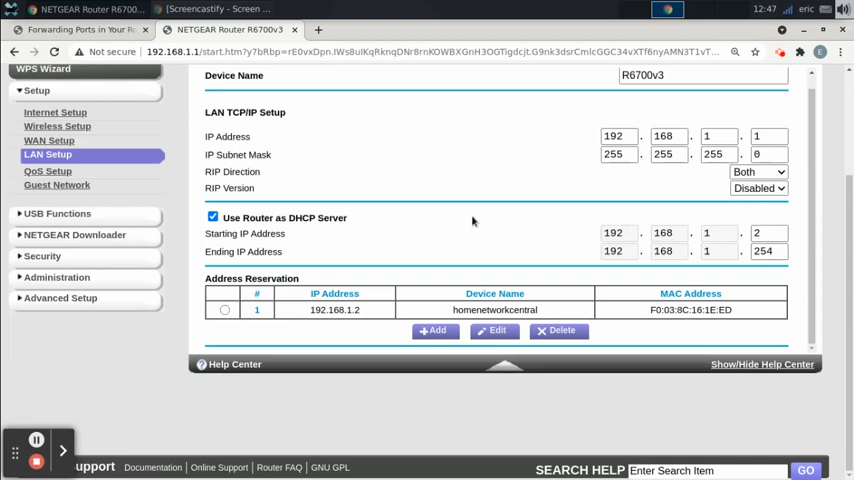 NETGEAR Router R6700...
[Screencastify - Screen ...
12:47
eric
Forwarding Ports in Your Ro
NETGEAR Router R6700v3
Not secure
192.168.1.1/start.htm?y7bRbp=rE0vxDpn.IWs8uIKqRknqDNr8rnKOWBXGnH3OGTigdcjt.G9nk3dsrCmlcGGC34vXTf6nyAMN3T1vT...
WPS Wizard
Setup
Internet Setup
Wireless Setup
WAN Setup
LAN Setup
QoS Setup
Guest Network
USB Functions
NETGEAR Downloader
Security
Administration
Advanced Setup
Device Name R6700v3
LAN TCP/IP Setup
IP Address 192 . 168 . 1 . 1
IP Subnet Mask 255 . 255 . 255 . 0
RIP Direction Both
RIP Version Disabled
Use Router as DHCP Server
Starting IP Address 192 . 168 . 1 . 2
Ending IP Address 192 . 168 . 1 . 254
Address Reservation
# IP Address Device Name MAC Address
1 192.168.1.2 homenetworkcentral F0:03:8C:16:1E:ED
Add Edit Delete
Help Center
Show/Hide Help Center
upport Documentation | Online Support | Router FAQ | GNU GPL
SEARCH HELP Enter Search Item GO